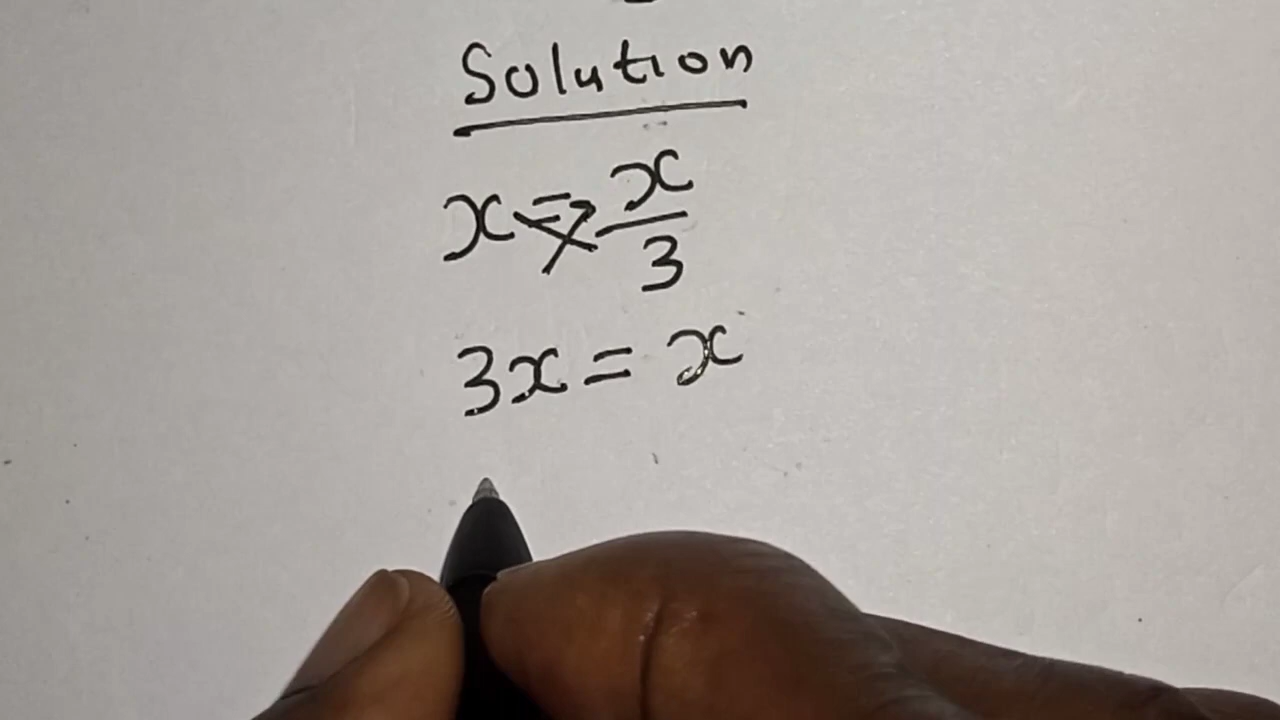 Solution
x = x/3
3x = x